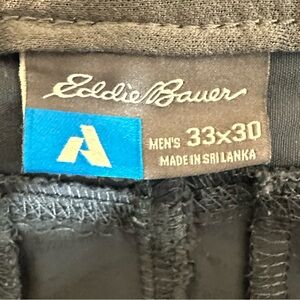 Eddie Bauer
MEN'S 33x30
MADE IN SRI LANKA